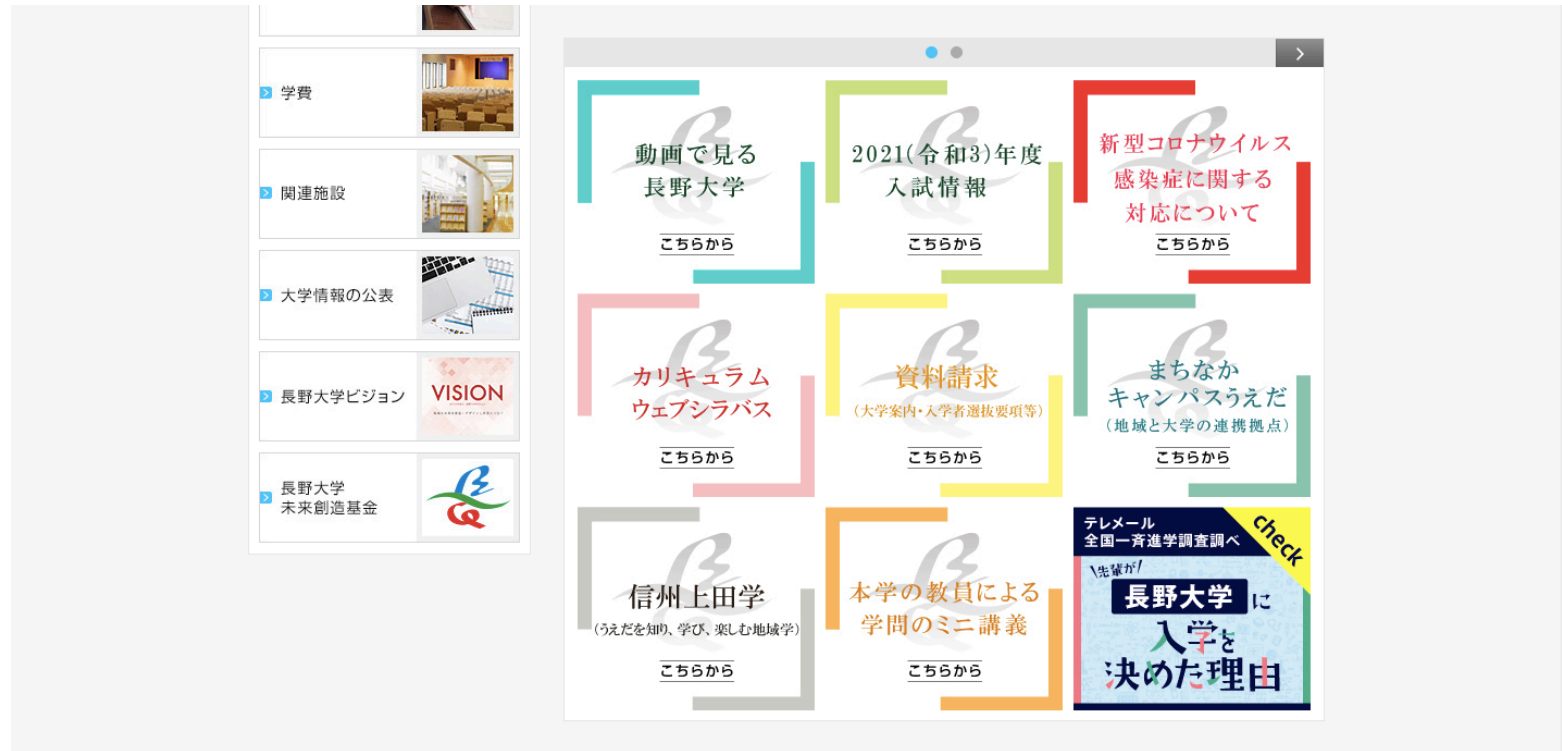 学費
関連施設
大学情報の公表
長野大学ビジョン
VISION
長野大学
未来創造基金
動画で見る
長野大学
こちらから
2021(令和3)年度
入試情報
こちらから
新型コロナウイルス
感染症に関する
対応について
こちらから
カリキュラム
ウェブシラバス
こちらから
資料請求
(大学案内・入学者選抜要項等)
こちらから
まちなか
キャンパスうえだ
(地域と大学の連携拠点)
こちらから
信州上田学
(うえだを知り、学び、楽しむ地域学)
こちらから
本学の教員による
学問のミニ講義
こちらから
テレメール
全国一斉進学調査調べ
check
\先輩が/
長野大学に
入学を
決めた理由